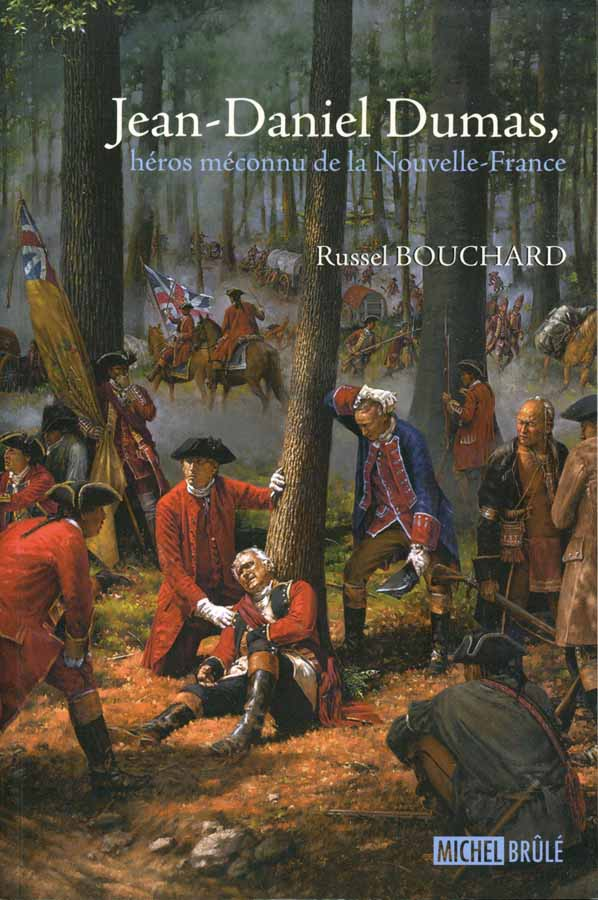 Jean-Daniel Dumas,
héros méconnu de la Nouvelle-France
Russel BOUCHARD
MICHEL BRÛLÉ